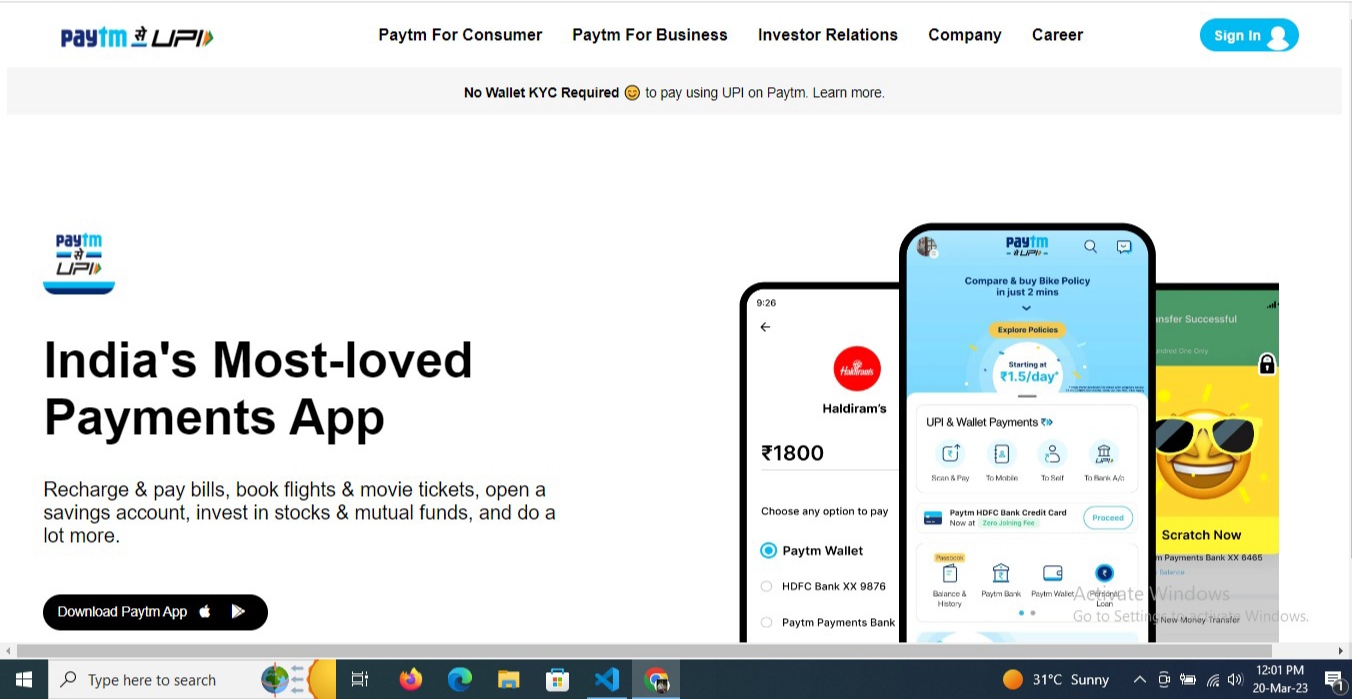 paytm से UPI
Paytm For Consumer
Paytm For Business
Investor Relations
Company
Career
Sign In
No Wallet KYC Required 😊 to pay using UPI on Paytm. Learn more.
paytm
से
UPI
India's Most-loved
Payments App
Recharge & pay bills, book flights & movie tickets, open a
savings account, invest in stocks & mutual funds, and do a
lot more.
Download Paytm App
9:26
Haldiram's
Haldiram's
₹1800
Choose any option to pay
Paytm Wallet
HDFC Bank XX 9876
Paytm Payments Bank
paytm
से UPI
Compare & buy Bike Policy
in just 2 mins
Explore Policies
Starting at
₹1.5/day*
UPI & Wallet Payments
Scan & Pay
To Mobile
To Self
To Bank A/c
Paytm HDFC Bank Credit Card
Now at Zero Joining Fee
Proceed
Balance &
History
Paytm Bank
Paytm Wallet
Personal
Loan
nsfer Successful
ndred One Only
Scratch Now
m Payments Bank XX 6465
Balance
New Money Transfer
Activate Windows
Go to Settings to activate Windows.
Type here to search
31°C Sunny
12:01 PM
20-Mar-23
1